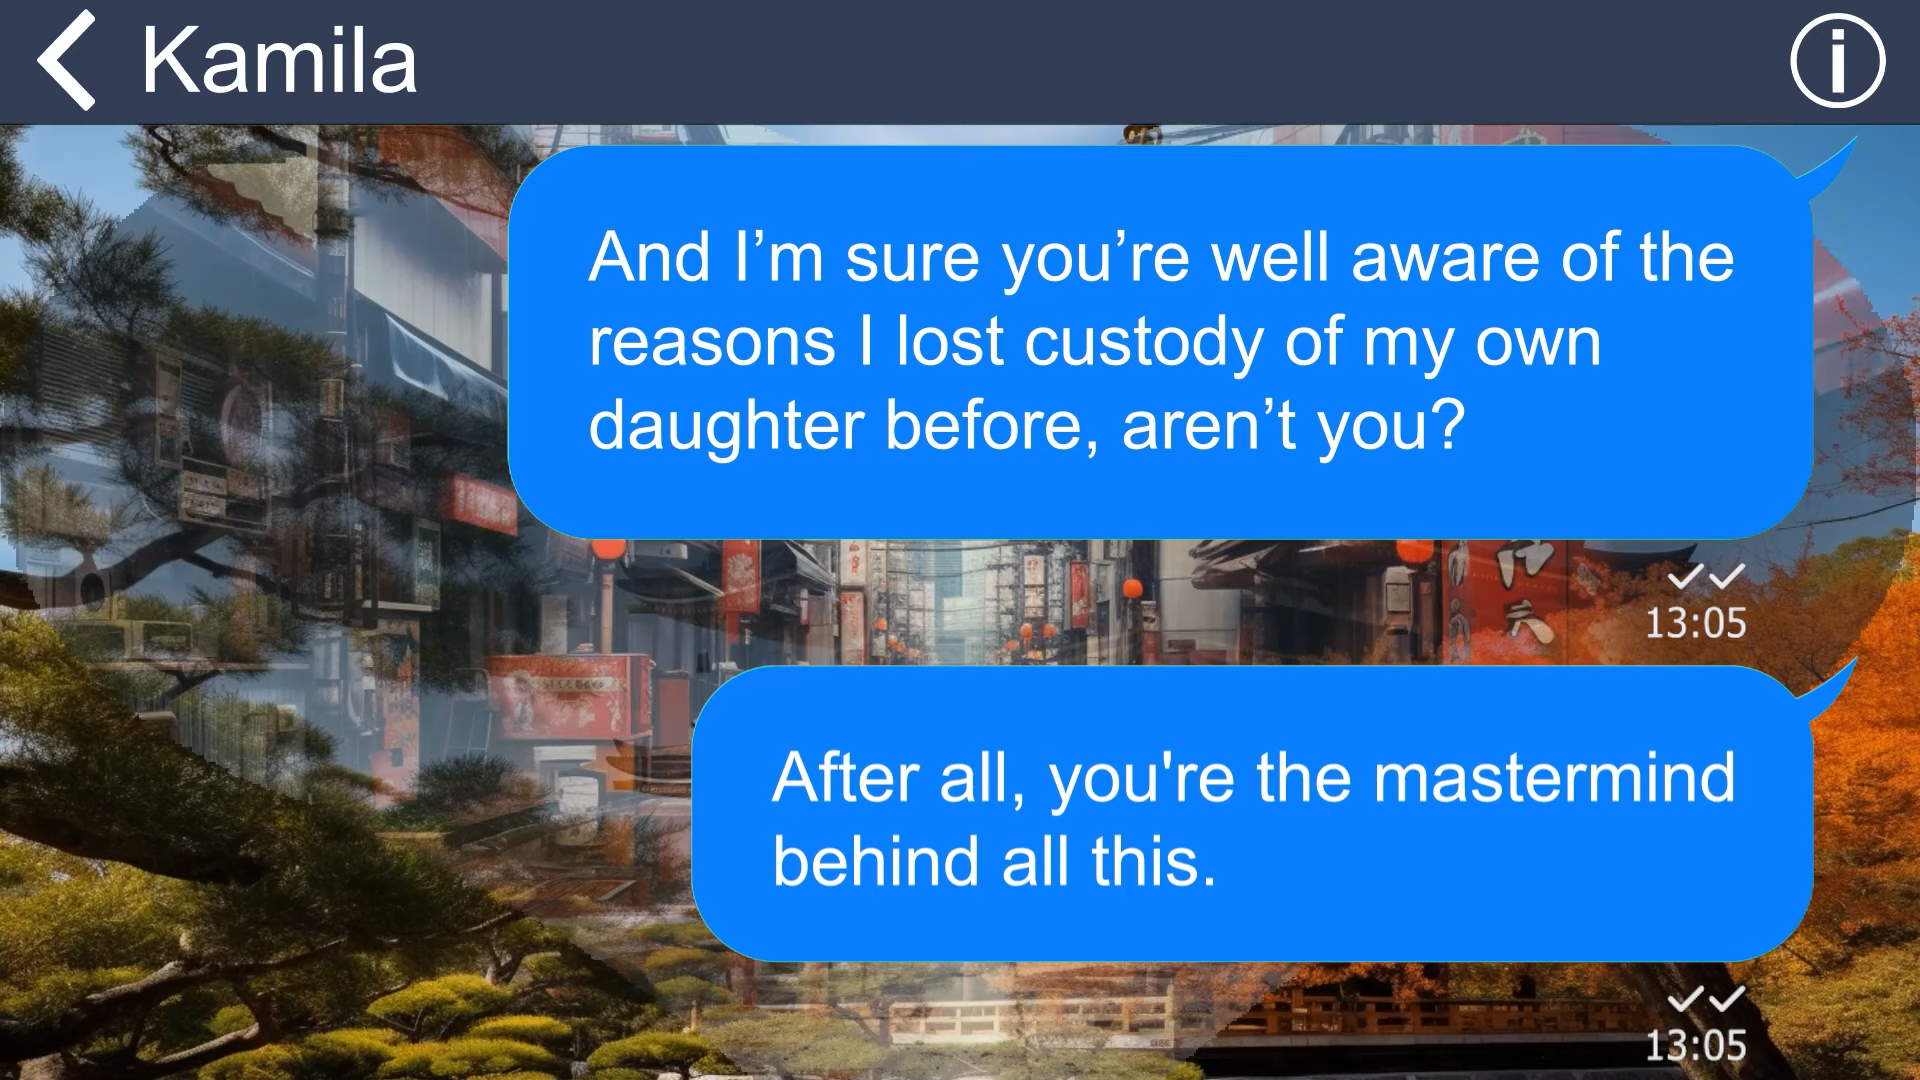 Kamila
And I’m sure you’re well aware of the
reasons I lost custody of my own
daughter before, aren’t you?
13:05
After all, you're the mastermind
behind all this.
13:05